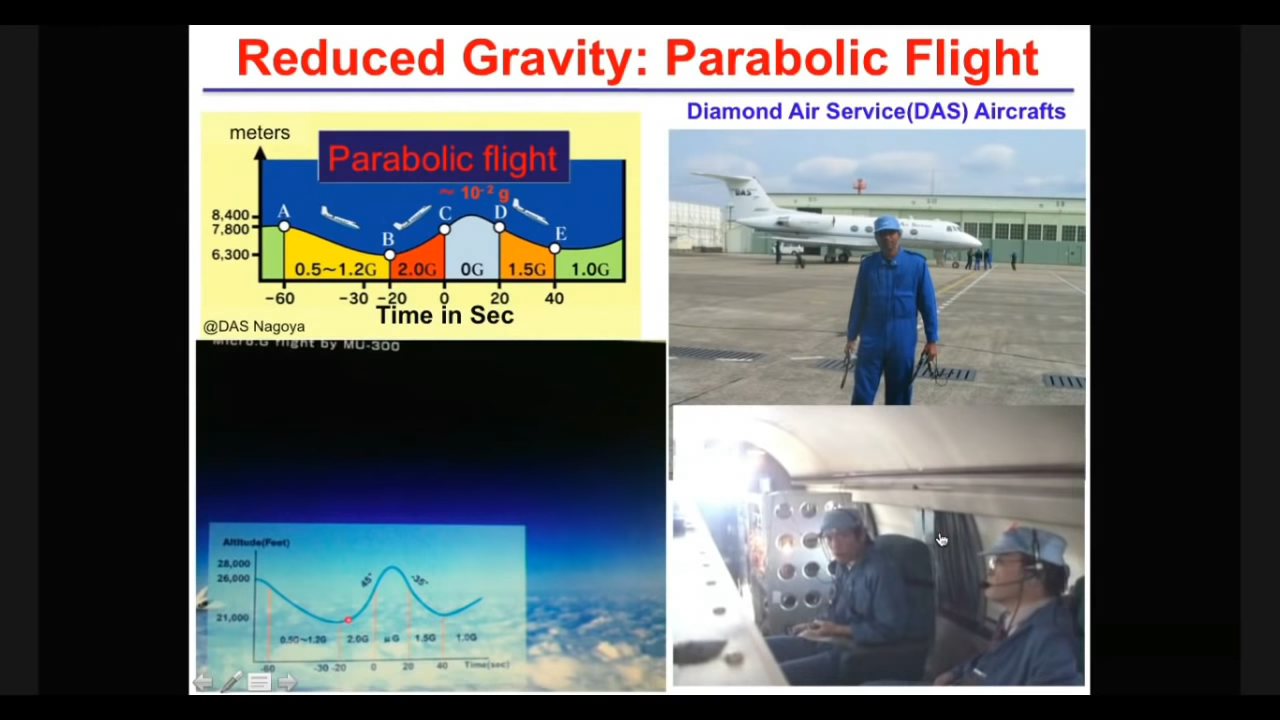 Reduced Gravity: Parabolic Flight
Diamond Air Service(DAS) Aircrafts
meters
Parabolic flight
~ 10-2 g
8,400
7,800
6,300
A
B
C
D
E
0.5~1.2G
2.0G
0G
1.5G
1.0G
-60
-30
-20
0
20
40
Time in Sec
@DAS Nagoya
Micro.G flight by MU-300
Altitude(Feet)
28,000
26,000
21,000
45°
-35°
0.5G~1.2G
2.0G
μG
1.5G
1.0G
-60
-30
-20
0
20
40
Time(sec)
DAS